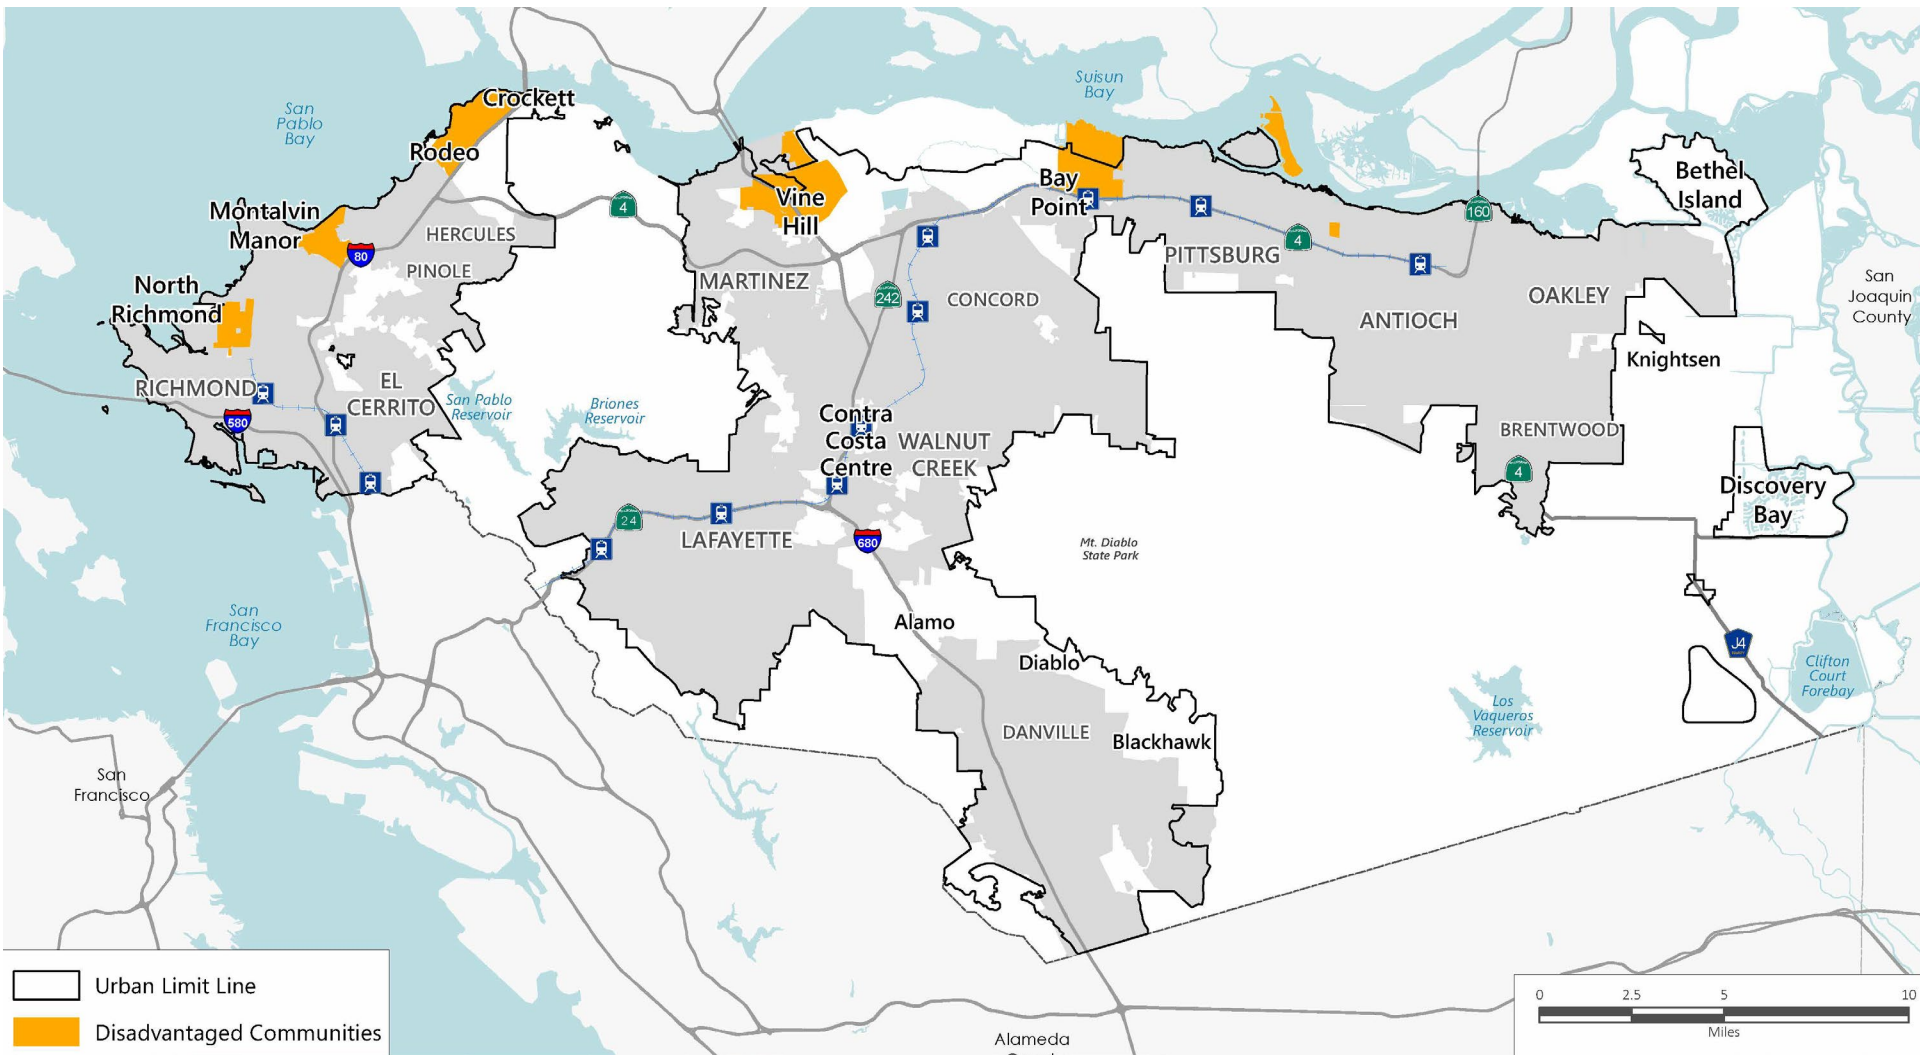 Suisun
Bay
San
Pablo
Bay
Crockett
Rodeo
Bethel
Island
Vine
Hill
Bay
Point
4
160
Montalvin
Manor
HERCULES
80
PINOLE
4
PITTSBURG
MARTINEZ
242
CONCORD
OAKLEY
San
Joaquin
County
North
Richmond
ANTIOCH
Knightsen
RICHMOND
EL
CERRITO
San Pablo
Reservoir
Briones
Reservoir
580
Contra
Costa
Centre
WALNUT
CREEK
BRENTWOOD
4
Discovery
Bay
24
LAFAYETTE
680
Mt. Diablo
State Park
San
Francisco
Bay
Alamo
Diablo
J4
Clifton
Court
Forebay
Los
Vaqueros
Reservoir
DANVILLE
Blackhawk
San
Francisco
Urban Limit Line
Disadvantaged Communities
0 2.5 5 10
Miles
Alameda